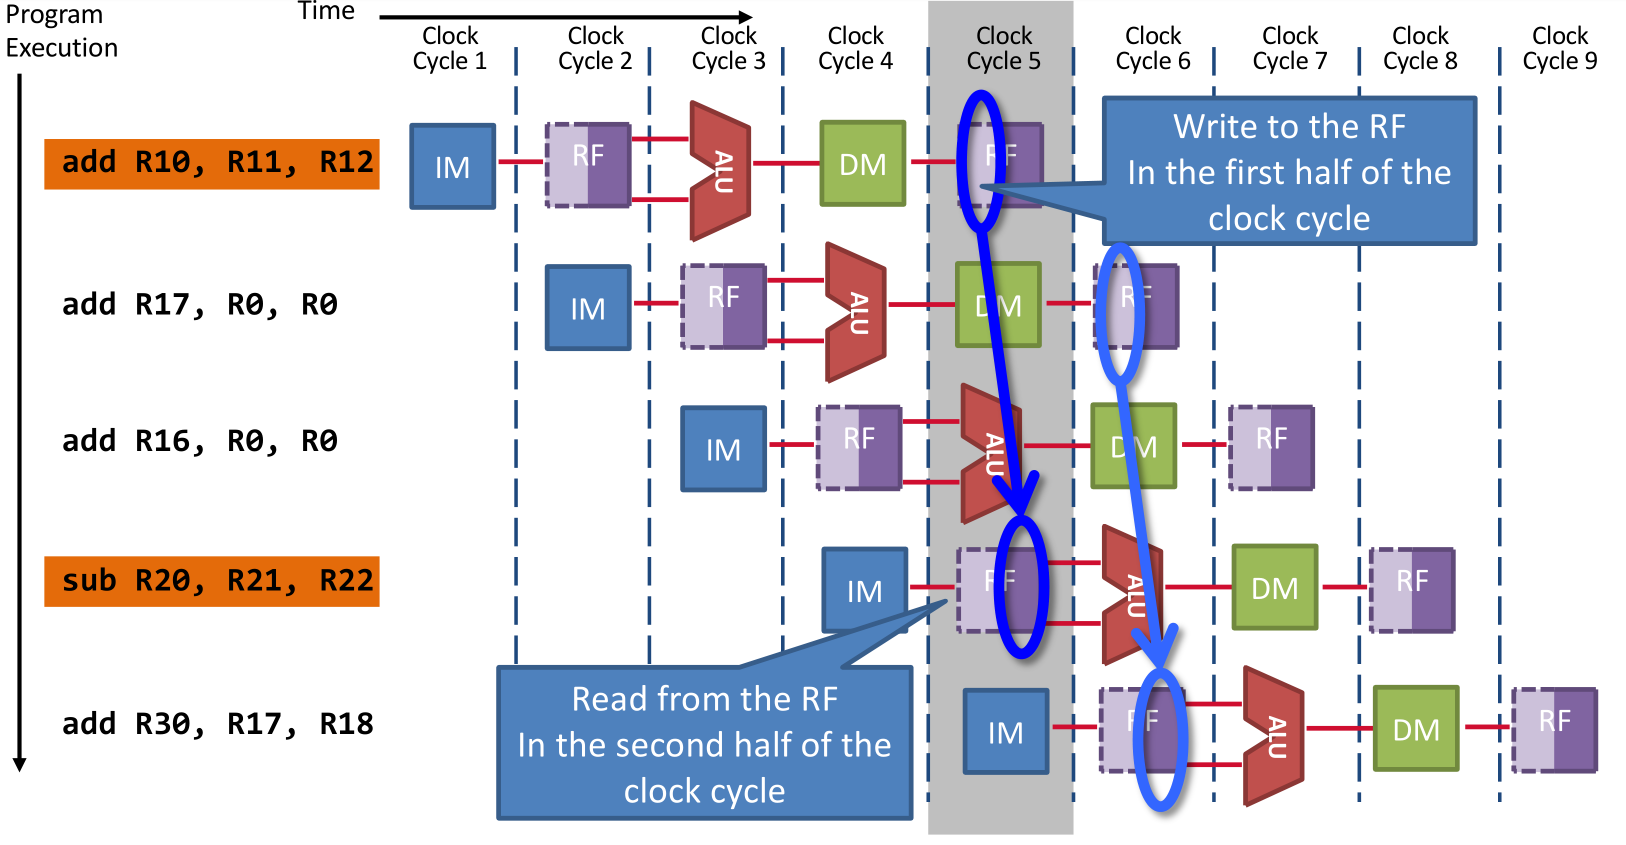 Program
Execution
Time
Clock
Cycle 1
Clock
Cycle 2
Clock
Cycle 3
Clock
Cycle 4
Clock
Cycle 5
Clock
Cycle 6
Clock
Cycle 7
Clock
Cycle 8
Clock
Cycle 9
add R10, R11, R12
IM
RF
ALU
DM
RF
Write to the RF
In the first half of the
clock cycle
add R17, R0, R0
IM
RF
ALU
DM
RF
add R16, R0, R0
IM
RF
ALU
DM
RF
sub R20, R21, R22
IM
RF
ALU
DM
RF
Read from the RF
In the second half of the
clock cycle
add R30, R17, R18
IM
RF
ALU
DM
RF